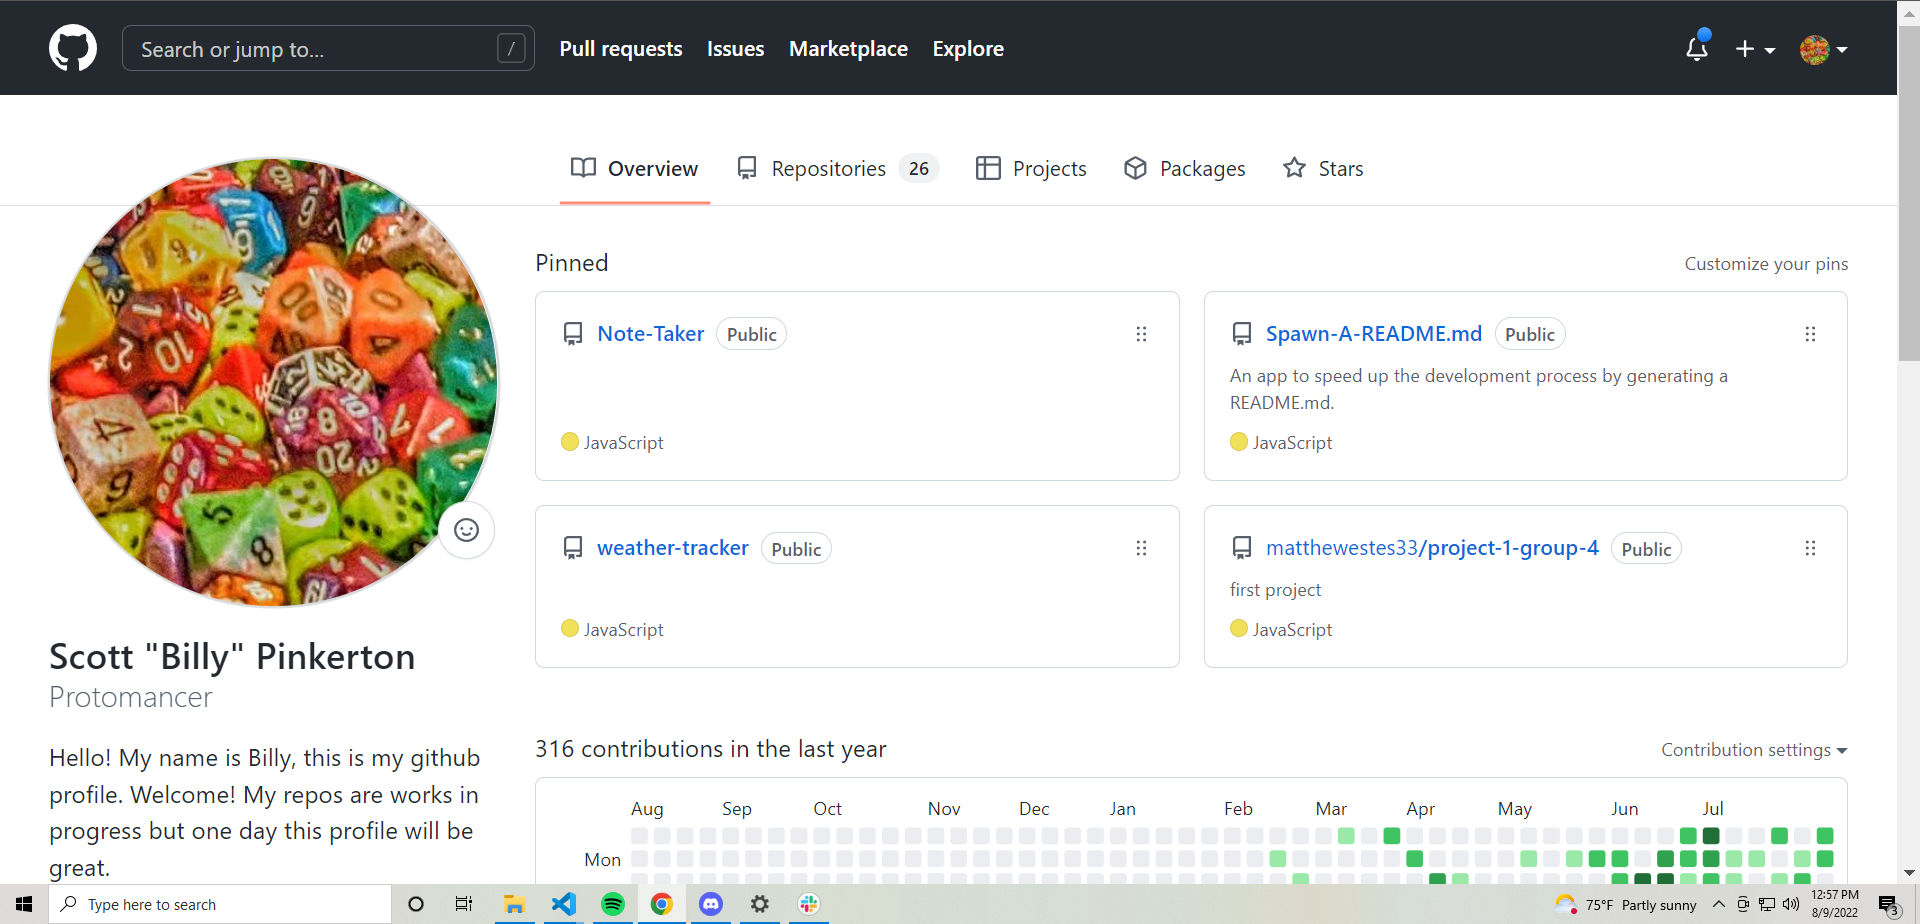 Search or jump to...
/
Pull requests
Issues
Marketplace
Explore
Overview
Repositories 26
Projects
Packages
Stars
Pinned
Customize your pins
Note-Taker Public
JavaScript
Spawn-A-README.md Public
An app to speed up the development process by generating a
README.md.
JavaScript
weather-tracker Public
JavaScript
matthewestes33/project-1-group-4 Public
first project
JavaScript
Scott "Billy" Pinkerton
Protomancer
Hello! My name is Billy, this is my github
profile. Welcome! My repos are works in
progress but one day this profile will be
great.
316 contributions in the last year
Contribution settings
Aug Sep Oct Nov Dec Jan Feb Mar Apr May Jun Jul
Mon
Type here to search
75°F Partly sunny
12:57 PM
8/9/2022
3